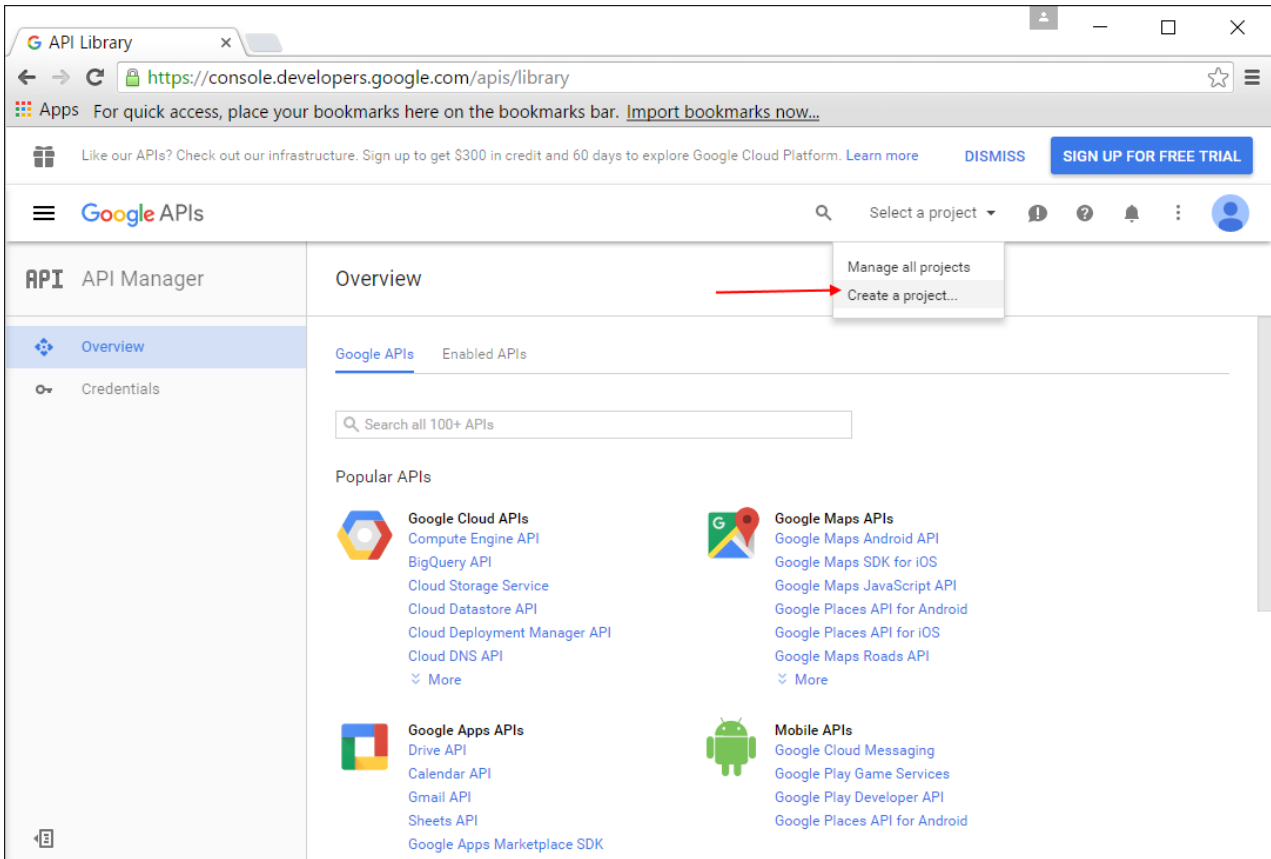 API Library
https://console.developers.google.com/apis/library
Apps For quick access, place your bookmarks here on the bookmarks bar. Import bookmarks now...
Like our APIs? Check out our infrastructure. Sign up to get $300 in credit and 60 days to explore Google Cloud Platform. Learn more DISMISS SIGN UP FOR FREE TRIAL
Google APIs Select a project
Manage all projects
Create a project...
API API Manager Overview
Overview
Credentials
Google APIs Enabled APIs
Search all 100+ APIs
Popular APIs
Google Cloud APIs
Compute Engine API
BigQuery API
Cloud Storage Service
Cloud Datastore API
Cloud Deployment Manager API
Cloud DNS API
More
Google Maps APIs
Google Maps Android API
Google Maps SDK for iOS
Google Maps JavaScript API
Google Places API for Android
Google Places API for iOS
Google Maps Roads API
More
Google Apps APIs
Drive API
Calendar API
Gmail API
Sheets API
Google Apps Marketplace SDK
Mobile APIs
Google Cloud Messaging
Google Play Game Services
Google Play Developer API
Google Places API for Android